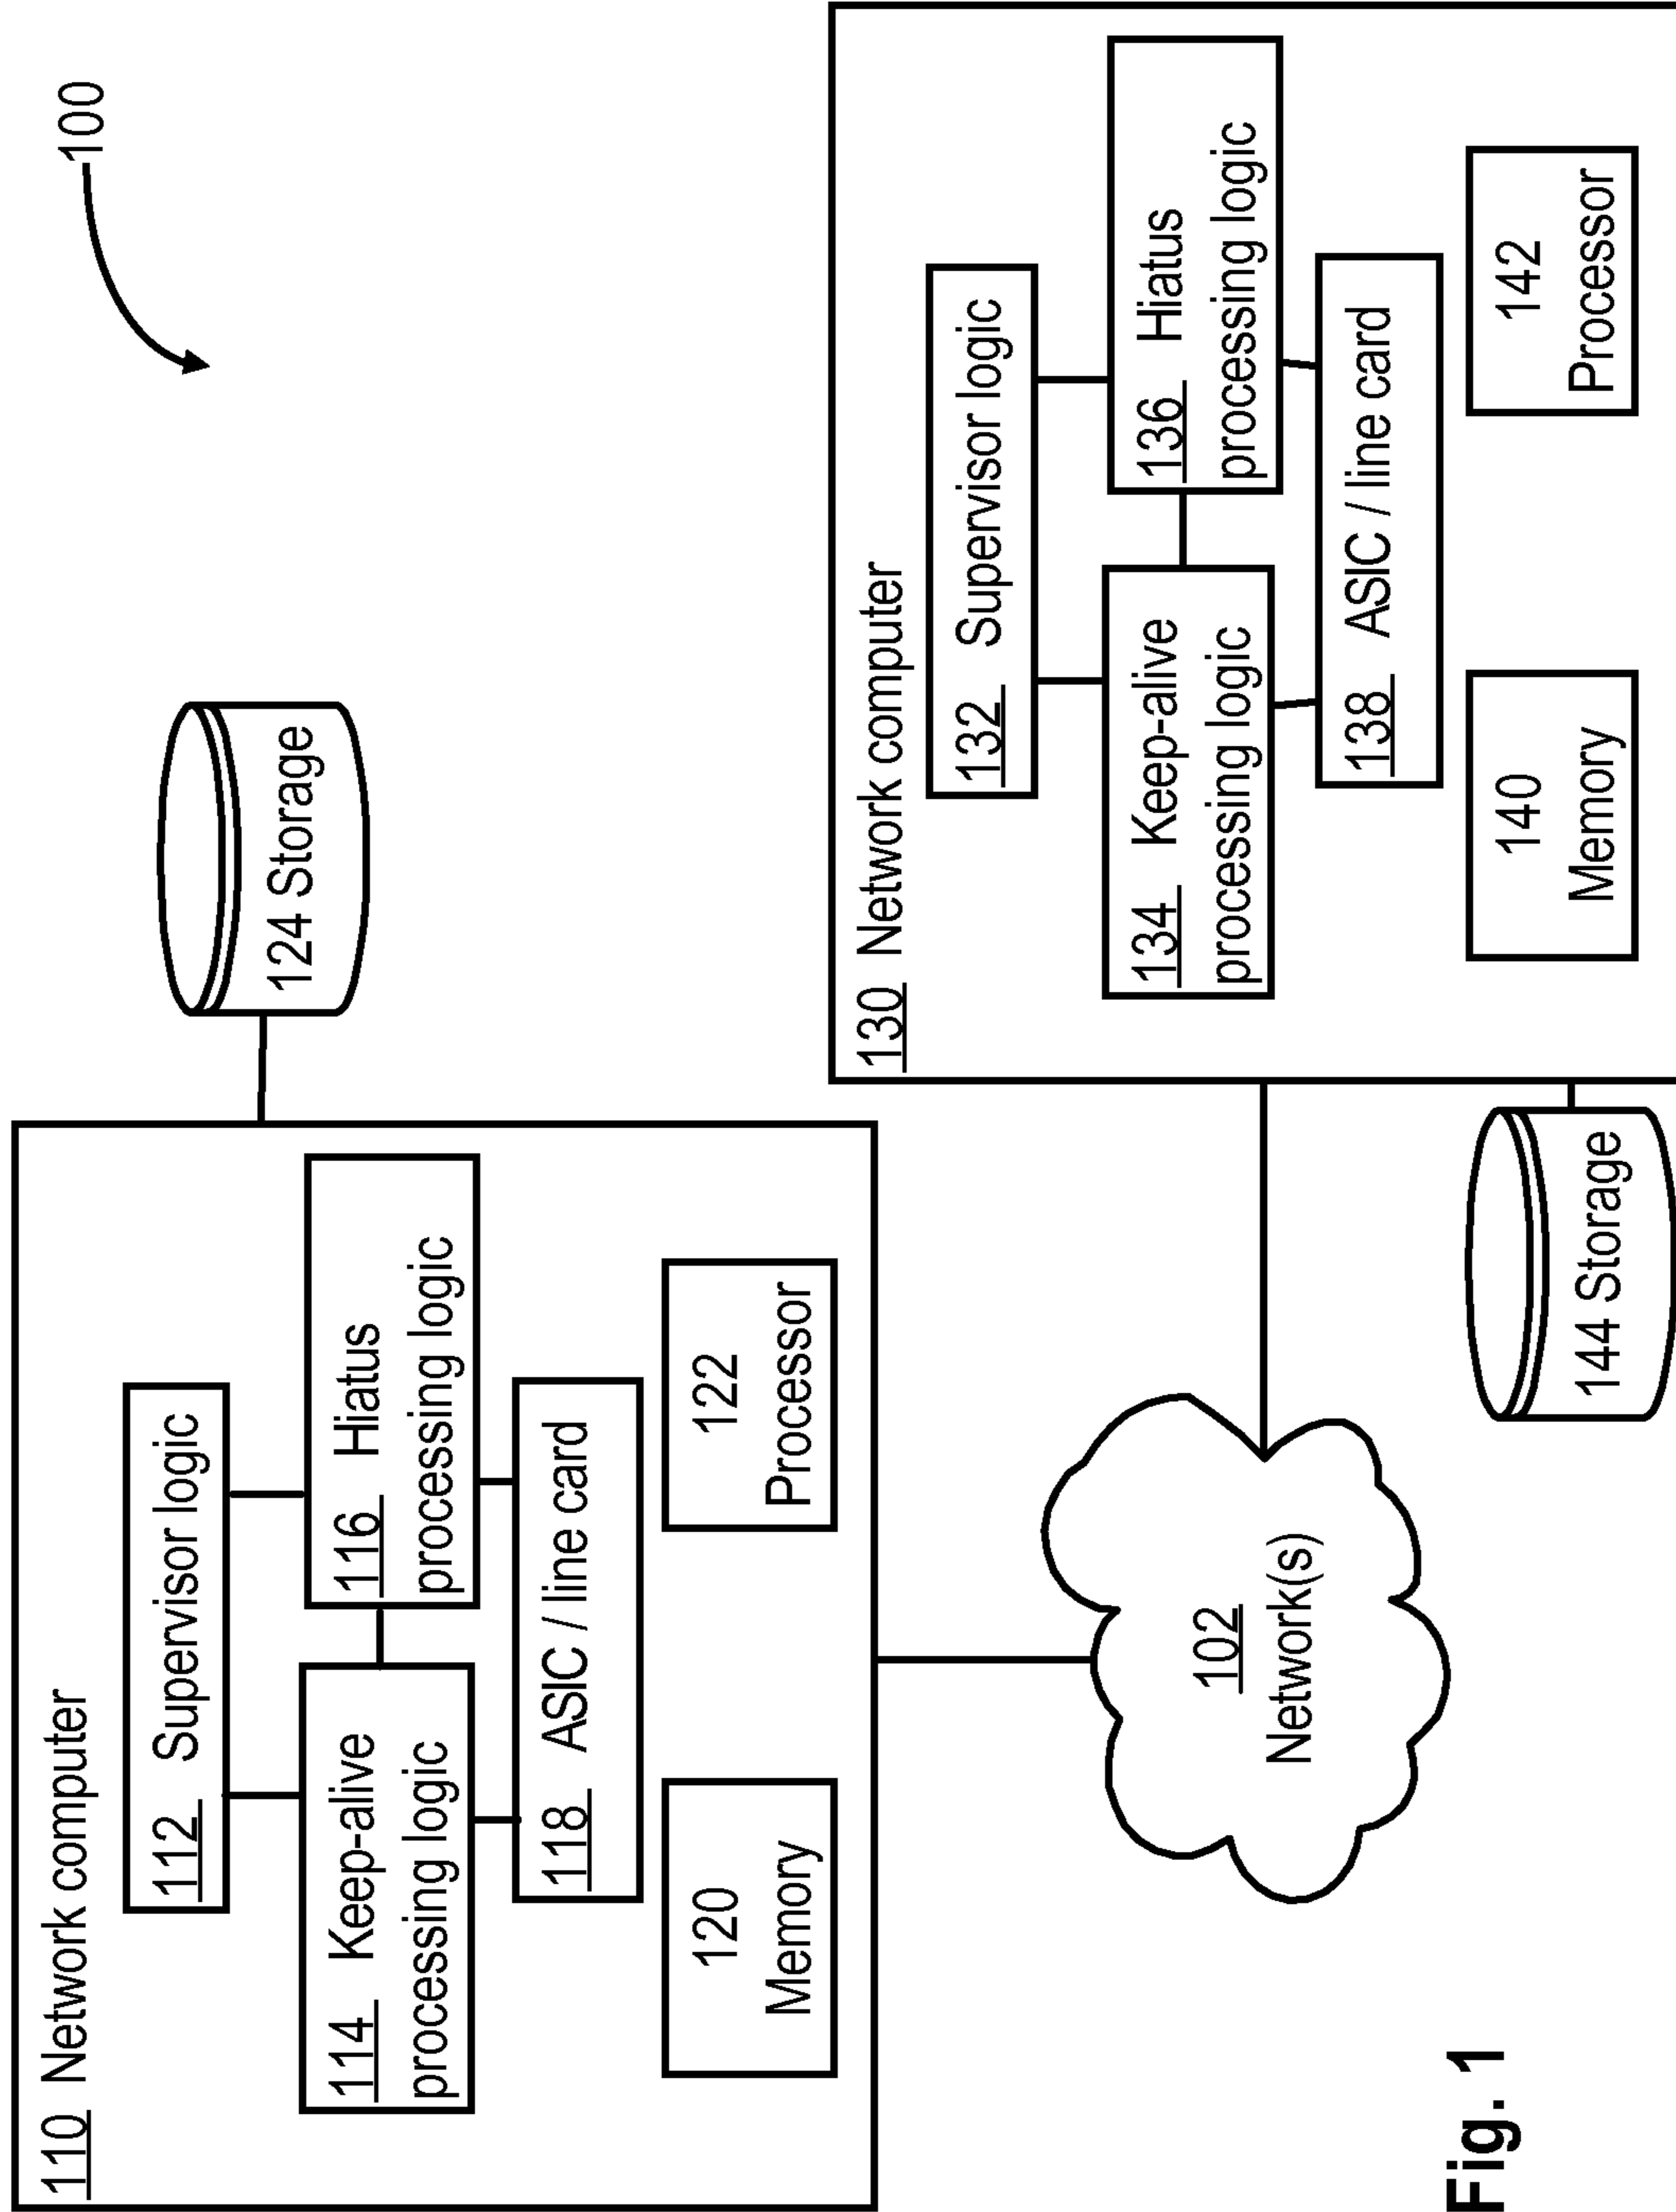 100
110 Network computer
112 Supervisor logic
114 Keep-alive
processing logic
116 Hiatus
processing logic
118 ASIC / line card
120
Memory
122
Processor
124 Storage
102
Network(s)
130 Network computer
132 Supervisor logic
134 Keep-alive
processing logic
136 Hiatus
processing logic
138 ASIC / line card
140
Memory
142
Processor
144 Storage
Fig. 1